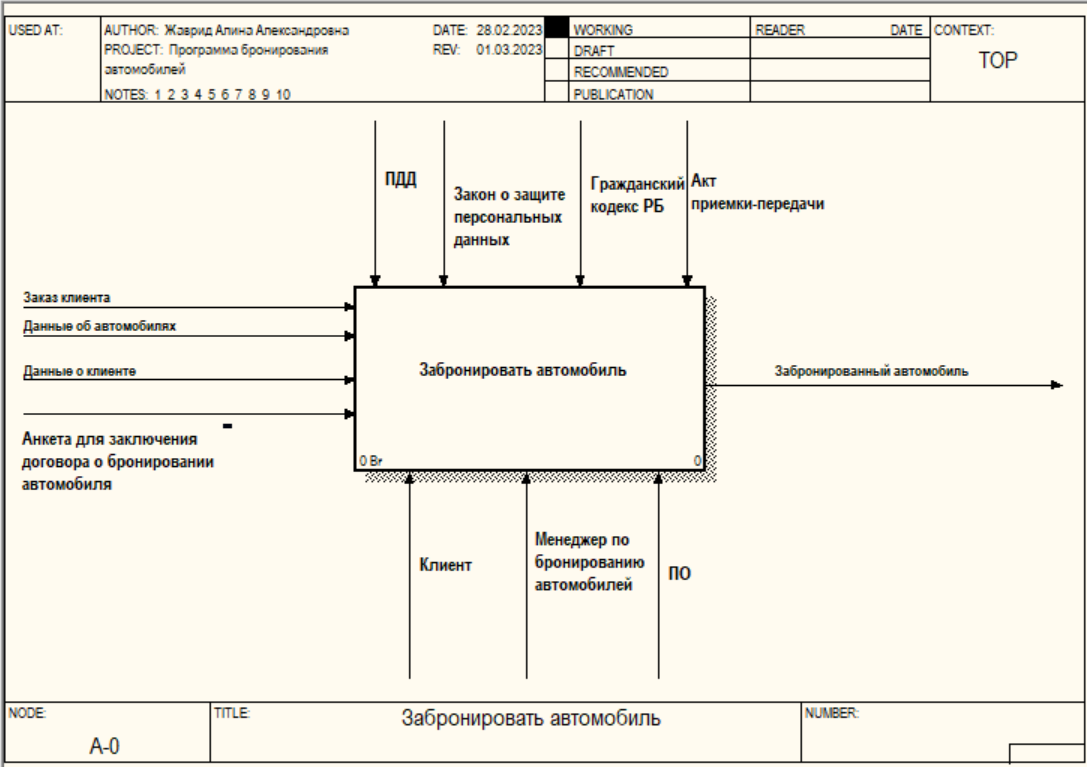 USED AT:
AUTHOR: Жаврид Алина Александровна
DATE: 28.02.2023
PROJECT: Программа бронирования
автомобилей
REV: 01.03.2023
NOTES: 1 2 3 4 5 6 7 8 9 10
WORKING
DRAFT
RECOMMENDED
PUBLICATION
READER
DATE
CONTEXT:
TOP
ПДД
Закон о защите
персональных
данных
Гражданский
кодекс РБ
Акт
приемки-передачи
Заказ клиента
Данные об автомобилях
Данные о клиенте
Анкета для заключения
договора о бронировании
автомобиля
Забронировать автомобиль
0 Br
0
Забронированный автомобиль
Клиент
Менеджер по
бронированию
автомобилей
ПО
NODE:
A-0
TITLE:
Забронировать автомобиль
NUMBER: